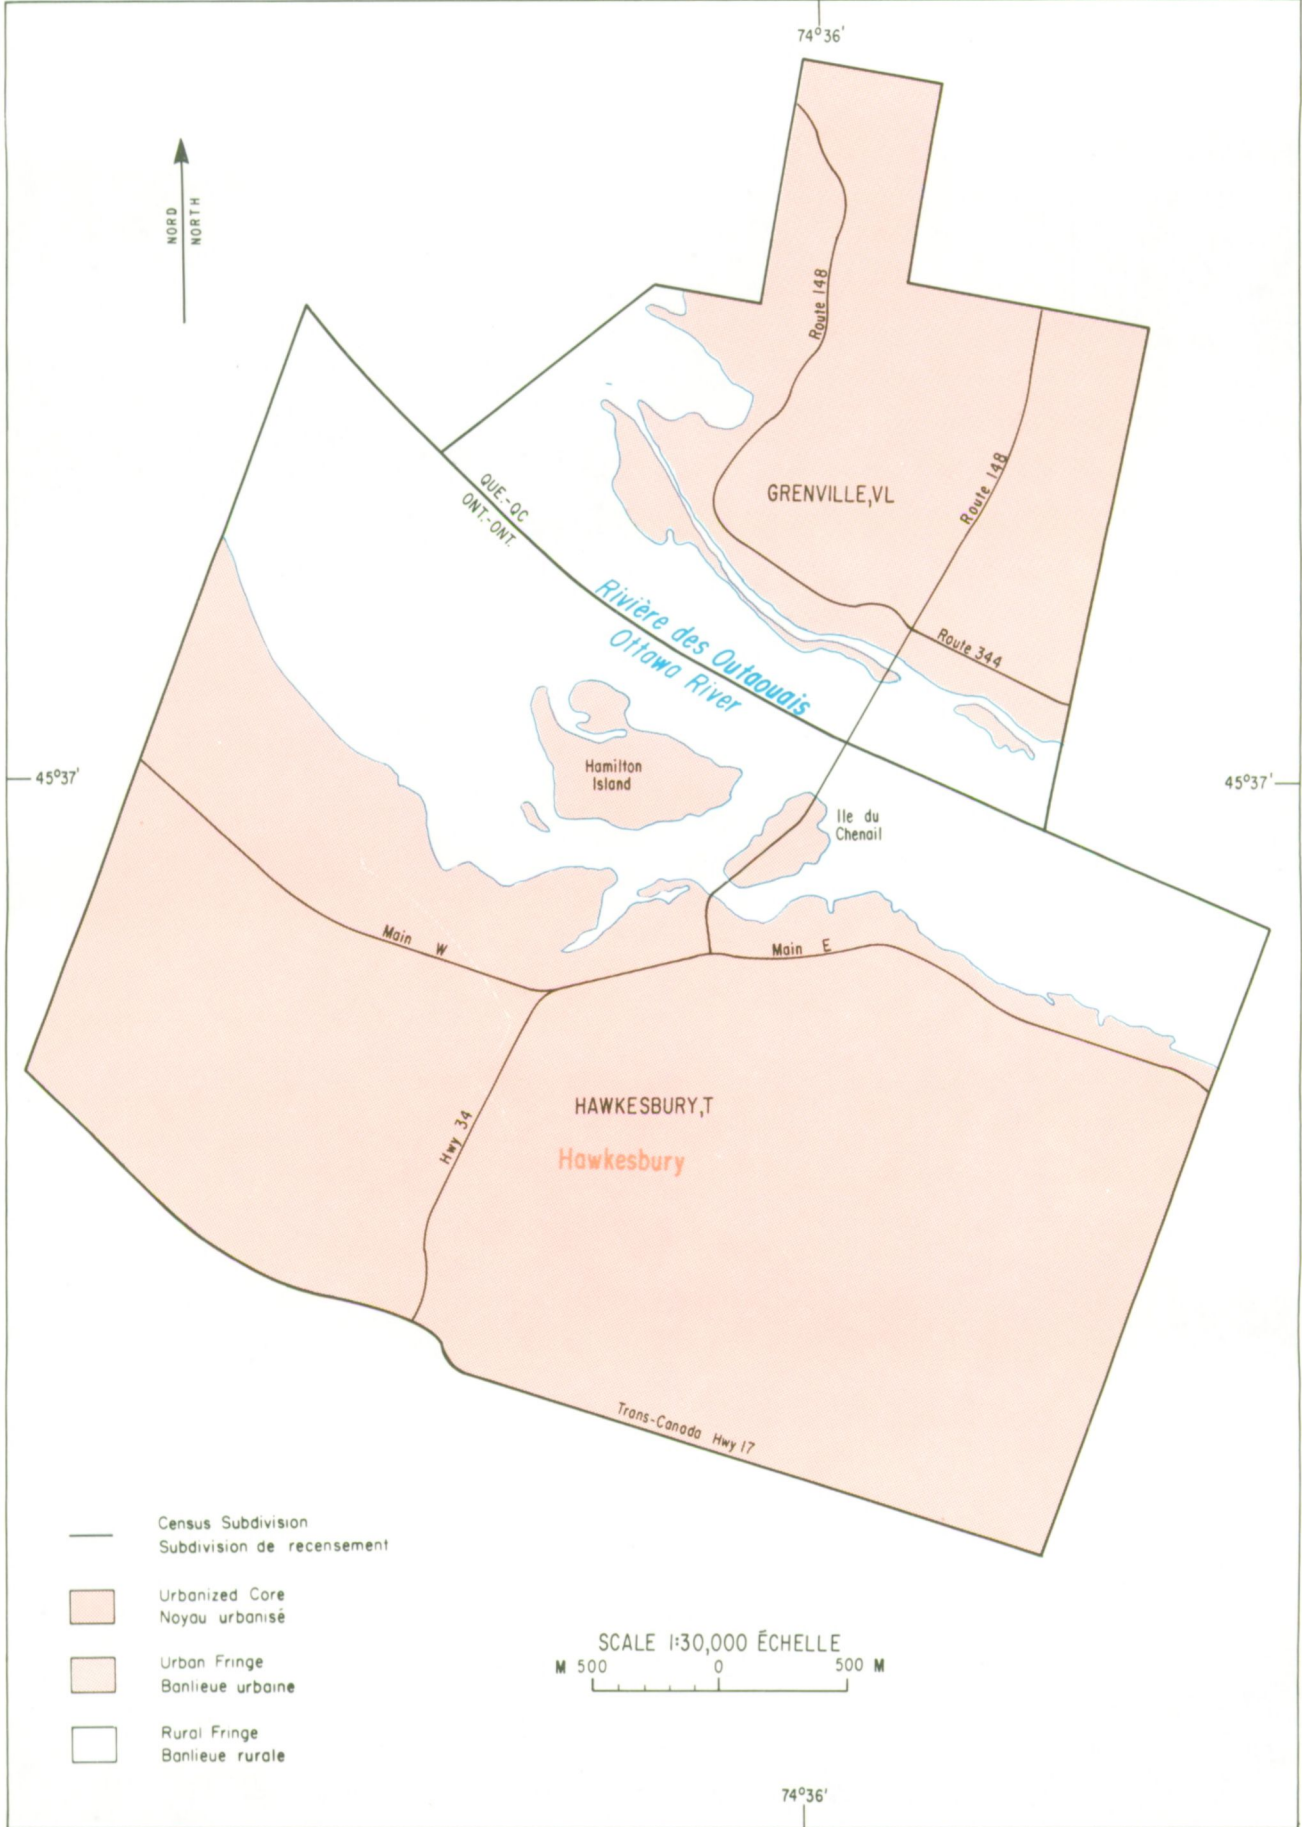 74°36'
NORD
NORTH
Route 148
GRENVILLE,VL
Route 148
QUE.-QC
ONT.-ONT.
Rivière des Outaouais
Ottawa River
Route 344
Hamilton
Island
45°37'
45°37'
Ile du
Chenail
Main W
Main E
Hwy 34
HAWKESBURY,T
Hawkesbury
Trans-Canada Hwy 17
Census Subdivision
Subdivision de recensement
Urbanized Core
Noyau urbanisé
Urban Fringe
Banlieue urbaine
Rural Fringe
Banlieue rurale
SCALE 1:30,000 ÉCHELLE
M 500 0 500 M
74°36'